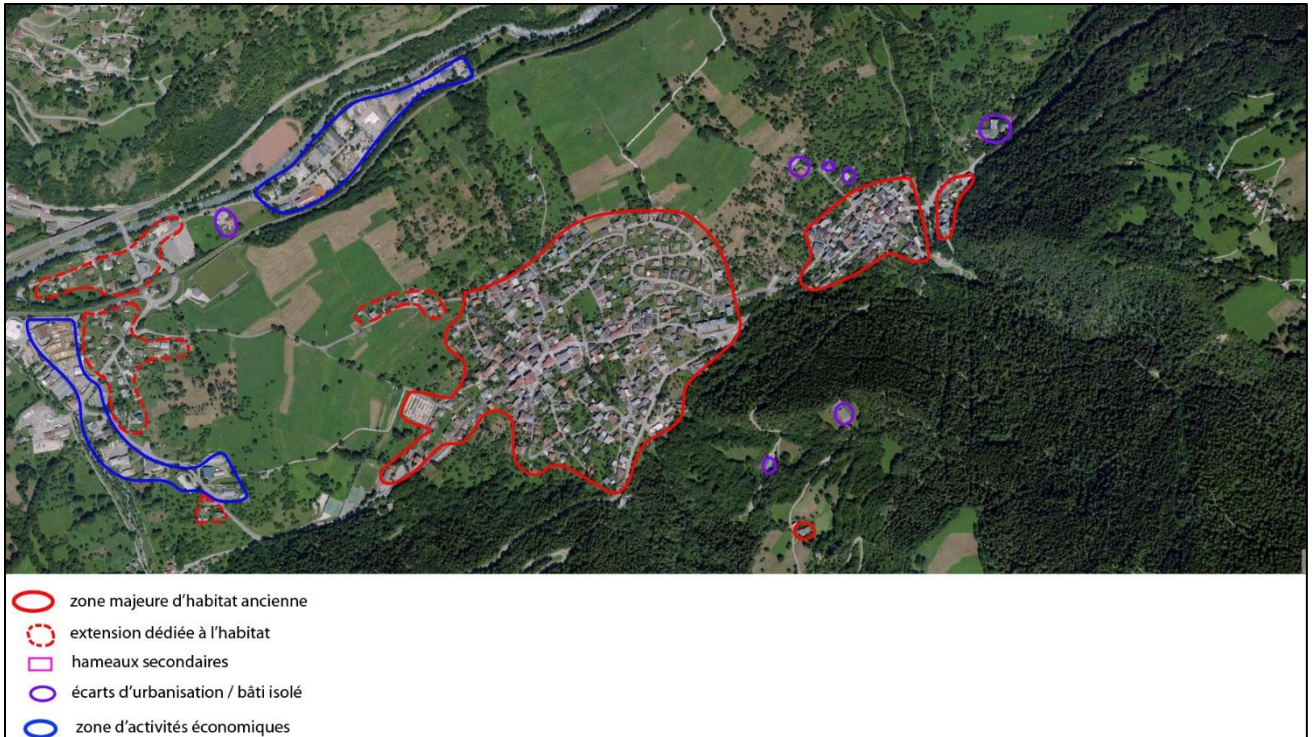 zone majeure d'habitat ancienne
extension dédiée à l'habitat
hameaux secondaires
écarts d'urbanisation / bâti isolé
zone d'activités économiques